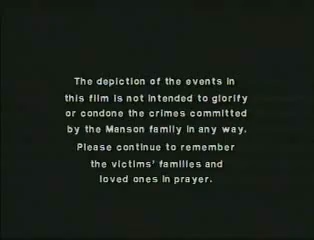 The depiction of the events in
this film is not intended to glorify
or condone the crimes committed
by the Manson family in any way.
Please continue to remember
the victims' families and
loved ones in prayer.